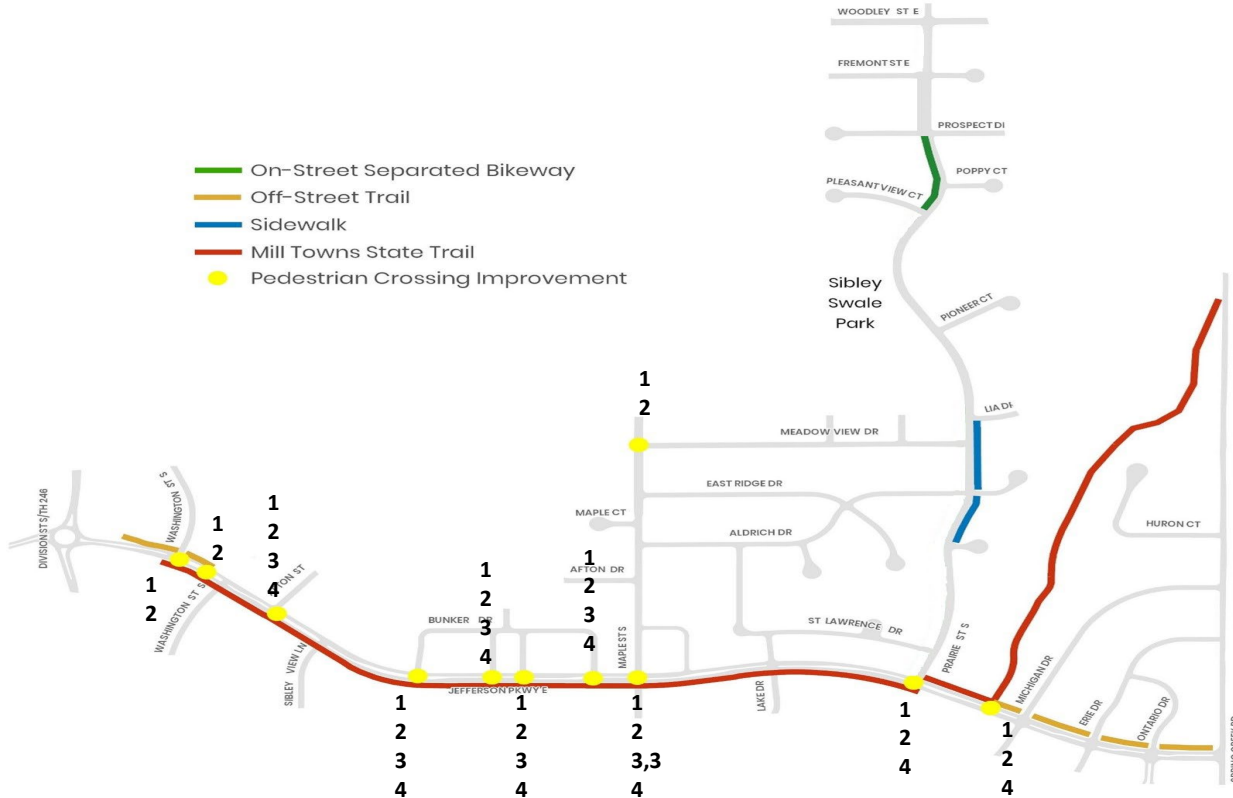 WOODLEY ST E
FREMONT ST E
PROSPECT D
POPPY CT
PLEASANT VIEW CT
On-Street Separated Bikeway
Off-Street Trail
Sidewalk
Mill Towns State Trail
Pedestrian Crossing Improvement
Sibley
Swale
Park
PIONEER CT
LIA D
1
2
MEADOW VIEW DR
EAST RIDGE DR
MAPLE CT
ALDRICH DR
HURON CT
DIVISION ST S/TH 246
WASHINGTON ST S
1
2
1
2
3
4
TON ST
1
2
WASHINGTON ST S
SIBLEY VIEW LN
AFTON DR
1
2
3
4
1
2
3
4
BUNKER DR
MAPLE ST S
JEFFERSON PKWY E
ST LAWRENCE DR
LAKE DR
PRAIRIE ST S
MICHIGAN DR
ERIE DR
ONTARIO DR
1
2
3
4
1
2
3
4
1
2
3,3
4
1
2
4
1
2
4